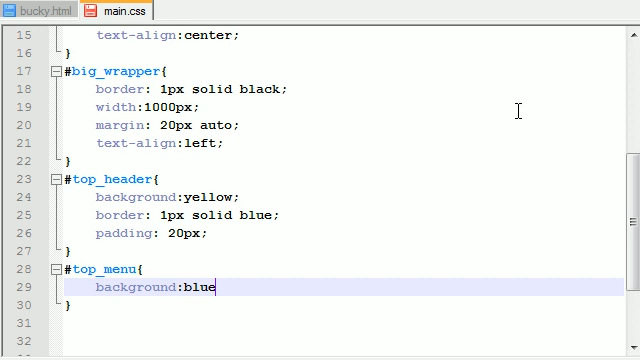 bucky.html main.css
15 text-align:center;
16 }
17 #big_wrapper{
18 border: 1px solid black;
19 width:1000px;
20 margin: 20px auto;
21 text-align:left;
22 }
23 #top_header{
24 background:yellow;
25 border: 1px solid blue;
26 padding: 20px;
27 }
28 #top_menu{
29 background:blue
30 }
31
32